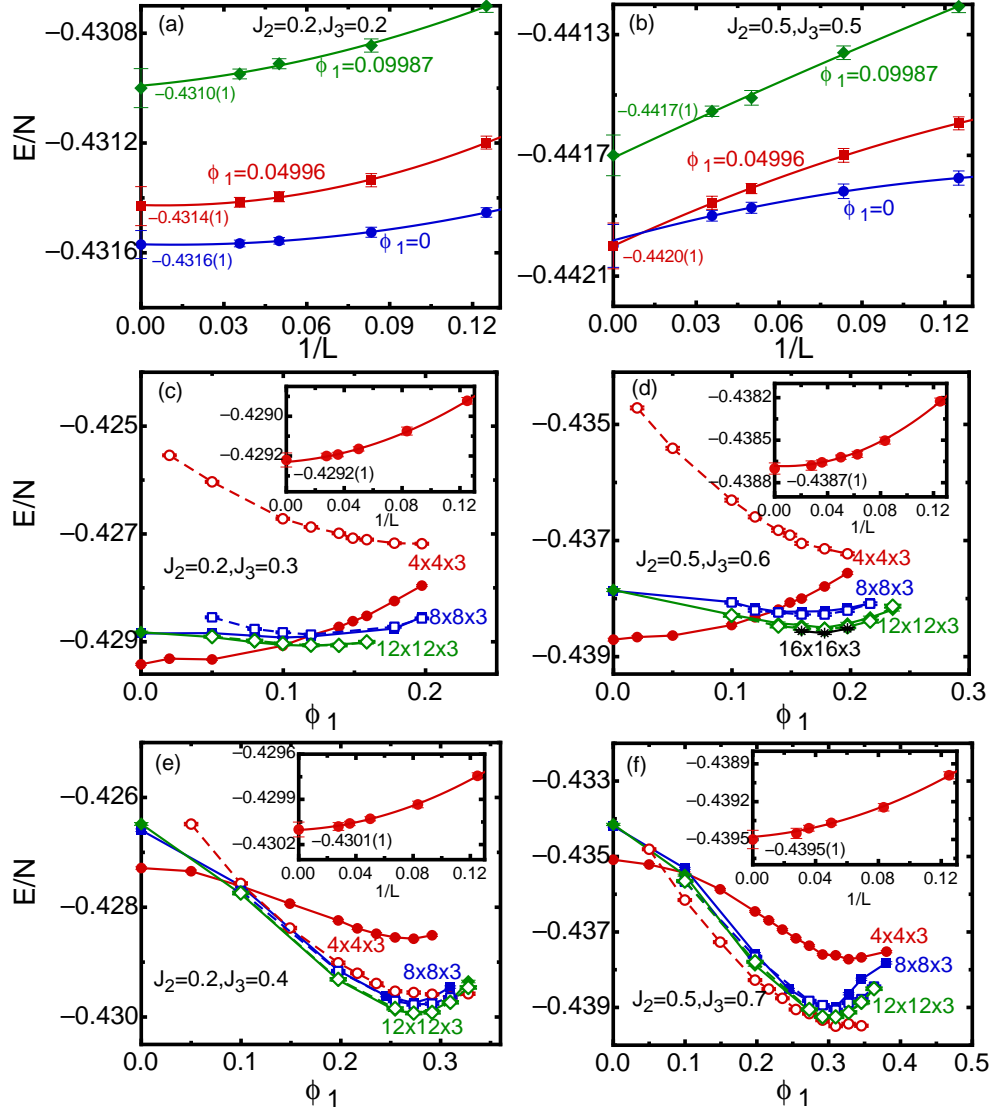 (a)
J2=0.2,J3=0.2
−0.4308
−0.4312
−0.4316
E/N
ϕ1=0.09987
−0.4310(1)
ϕ1=0.04996
−0.4314(1)
ϕ1=0
−0.4316(1)
0.00 0.03 0.06 0.09 0.12
1/L
(b)
J2=0.5,J3=0.5
−0.4413
−0.4417
−0.4421
ϕ1=0.09987
−0.4417(1)
ϕ1=0.04996
ϕ1=0
−0.4420(1)
0.00 0.03 0.06 0.09 0.12
1/L
(c)
−0.425
−0.427
−0.429
E/N
−0.4290
−0.4292
−0.4292(1)
0.00 0.04 0.08 0.12
1/L
J2=0.2,J3=0.3
4x4x3
8x8x3
12x12x3
0.0 0.1 0.2
ϕ1
(d)
−0.435
−0.437
−0.439
−0.4382
−0.4385
−0.4388
−0.4387(1)
0.00 0.04 0.08 0.12
1/L
J2=0.5,J3=0.6
4x4x3
8x8x3
12x12x3
16x16x3
0.0 0.1 0.2 0.3
ϕ1
(e)
−0.426
−0.428
−0.430
E/N
−0.4296
−0.4299
−0.4302
−0.4301(1)
0.00 0.04 0.08 0.12
1/L
4x4x3
8x8x3
12x12x3
J2=0.2,J3=0.4
0.0 0.1 0.2 0.3
ϕ1
(f)
−0.433
−0.435
−0.437
−0.439
−0.4389
−0.4392
−0.4395
−0.4395(1)
0.00 0.04 0.08 0.12
1/L
4x4x3
8x8x3
12x12x3
J2=0.5,J3=0.7
0.0 0.1 0.2 0.3 0.4 0.5
ϕ1